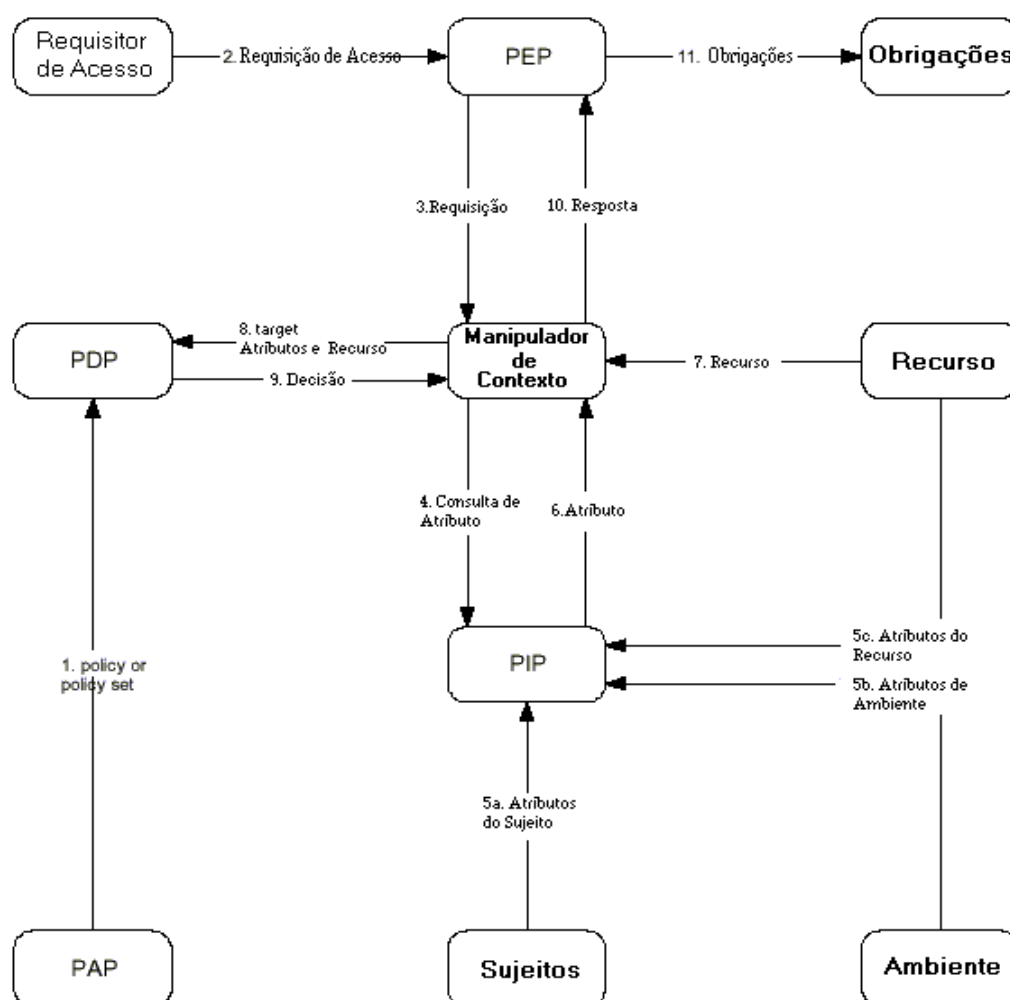 Requisitor
de Acesso
2. Requisição de Acesso
PEP
11. Obrigações
Obrigações
3.Requisição
10. Resposta
PDP
8. target
Atributos e Recurso
9. Decisão
Manipulador
de
Contexto
7. Recurso
Recurso
4. Consulta de
Atributo
6.Atributo
1. policy or
policy set
PIP
5c. Atributos do
Recurso
5b. Atributos de
Ambiente
5a. Atributos
do Sujeito
PAP
Sujeitos
Ambiente